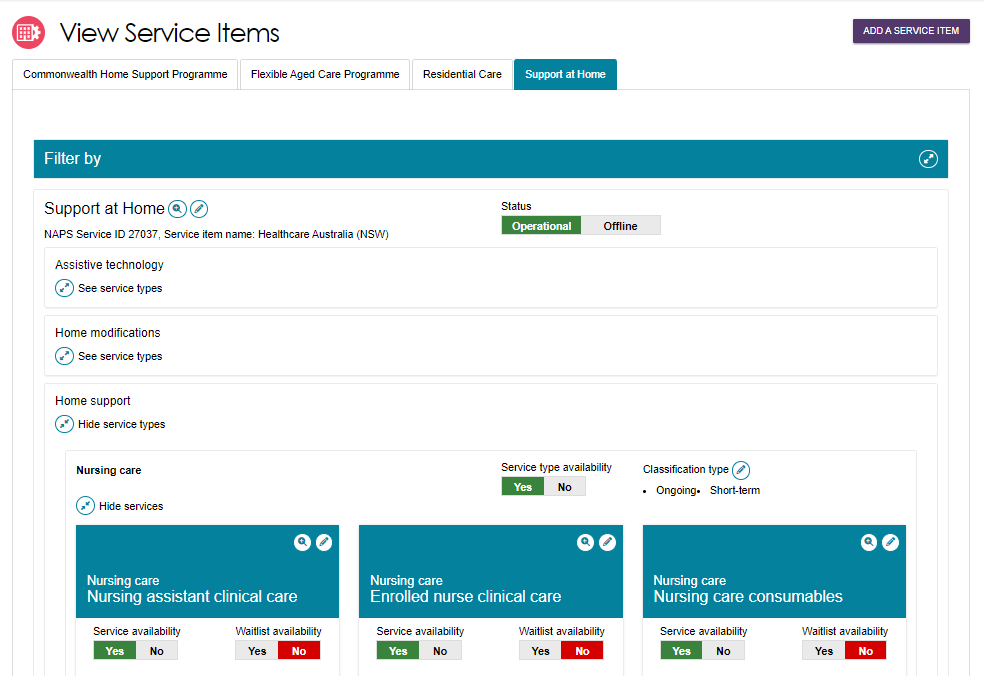 View Service Items
ADD A SERVICE ITEM
Commonwealth Home Support Programme
Flexible Aged Care Programme
Residential Care
Support at Home
Filter by
Support at Home
Status
Operational Offline
NAPS Service ID 27037, Service item name: Healthcare Australia (NSW)
Assistive technology
See service types
Home modifications
See service types
Home support
Hide service types
Nursing care
Service type availability
Yes No
Classification type
• Ongoing • Short-term
Hide services
Nursing care
Nursing assistant clinical care
Service availability
Yes No
Waitlist availability
Yes No
Nursing care
Enrolled nurse clinical care
Service availability
Yes No
Waitlist availability
Yes No
Nursing care
Nursing care consumables
Service availability
Yes No
Waitlist availability
Yes No